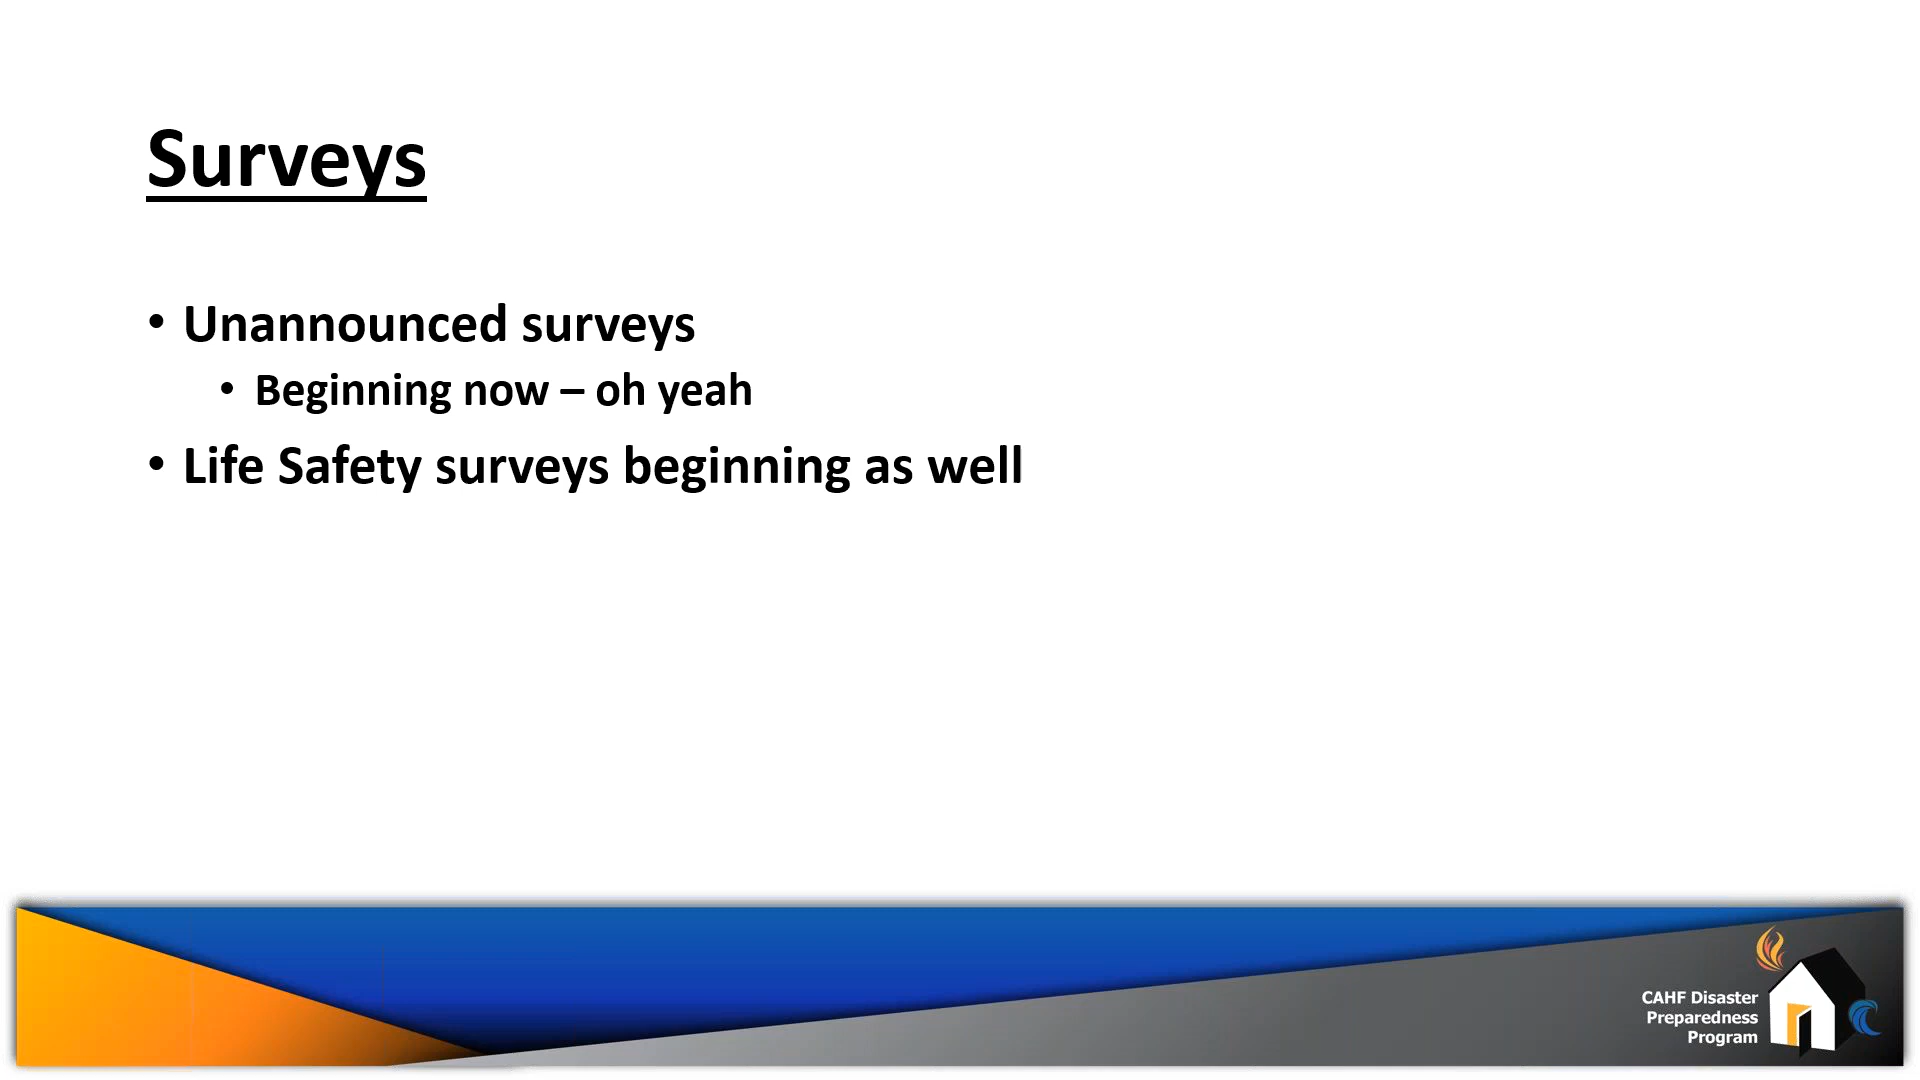 Surveys
• Unannounced surveys
• Beginning now – oh yeah
• Life Safety surveys beginning as well
CAHF Disaster
Preparedness
Program